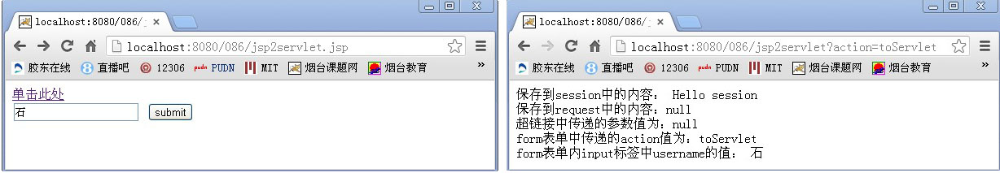 localhost:8080/086/j
localhost:8080/086/jsp2servlet.jsp
胶东在线 直播吧 12306 pudn PUDN MIT 烟台课题网 烟台教育 »
单击此处
石 submit
localhost:8080/086/j
localhost:8080/086/jsp2servlet?action=toServlet
胶东在线 直播吧 12306 pudn PUDN MIT 烟台课题网 烟台教育 »
保存到session中的内容： Hello session
保存到request中的内容：null
超链接中传递的参数值为：null
form表单中传递的action值为：toServlet
form表单内input标签中username的值： 石